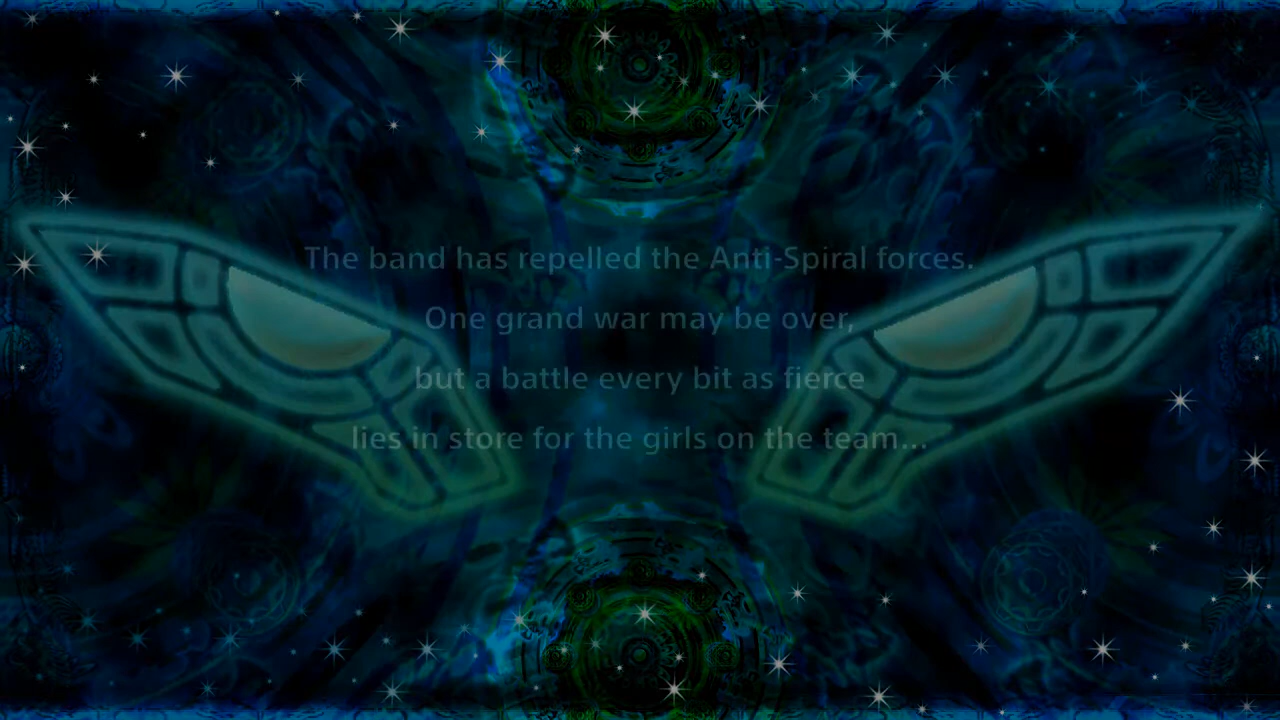 The band has repelled the Anti-Spiral forces.
One grand war may be over,
but a battle every bit as fierce
lies in store for the girls on the team...